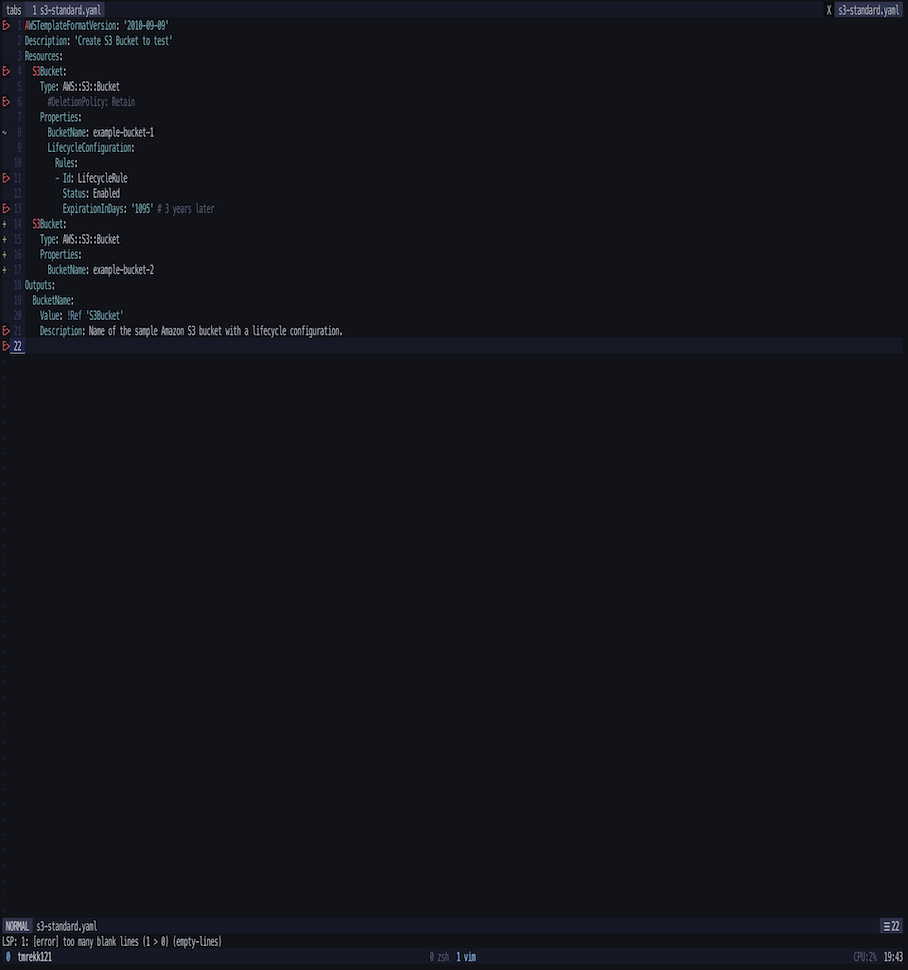 tabs 1 s3-standard.yaml X s3-standard.yaml
E> 1 AWSTemplateFormatVersion: '2010-09-09'
2 Description: 'Create S3 Bucket to test'
3 Resources:
E> 4 S3Bucket:
5 Type: AWS::S3::Bucket
E> 6 #DeletionPolicy: Retain
7 Properties:
~ 8 BucketName: example-bucket-1
9 LifecycleConfiguration:
10 Rules:
E> 11 - Id: LifecycleRule
12 Status: Enabled
E> 13 ExpirationInDays: '1095' # 3 years later
+ 14 S3Bucket:
+ 15 Type: AWS::S3::Bucket
+ 16 Properties:
+ 17 BucketName: example-bucket-2
18 Outputs:
19 BucketName:
20 Value: !Ref 'S3Bucket'
E> 21 Description: Name of the sample Amazon S3 bucket with a lifecycle configuration.
E> 22
NORMAL s3-standard.yaml ☰ 22
LSP: 1: [error] too many blank lines (1 > 0) (empty-lines)
0 tmrekk121 0 zsh 1 vim CPU:2% 19:43